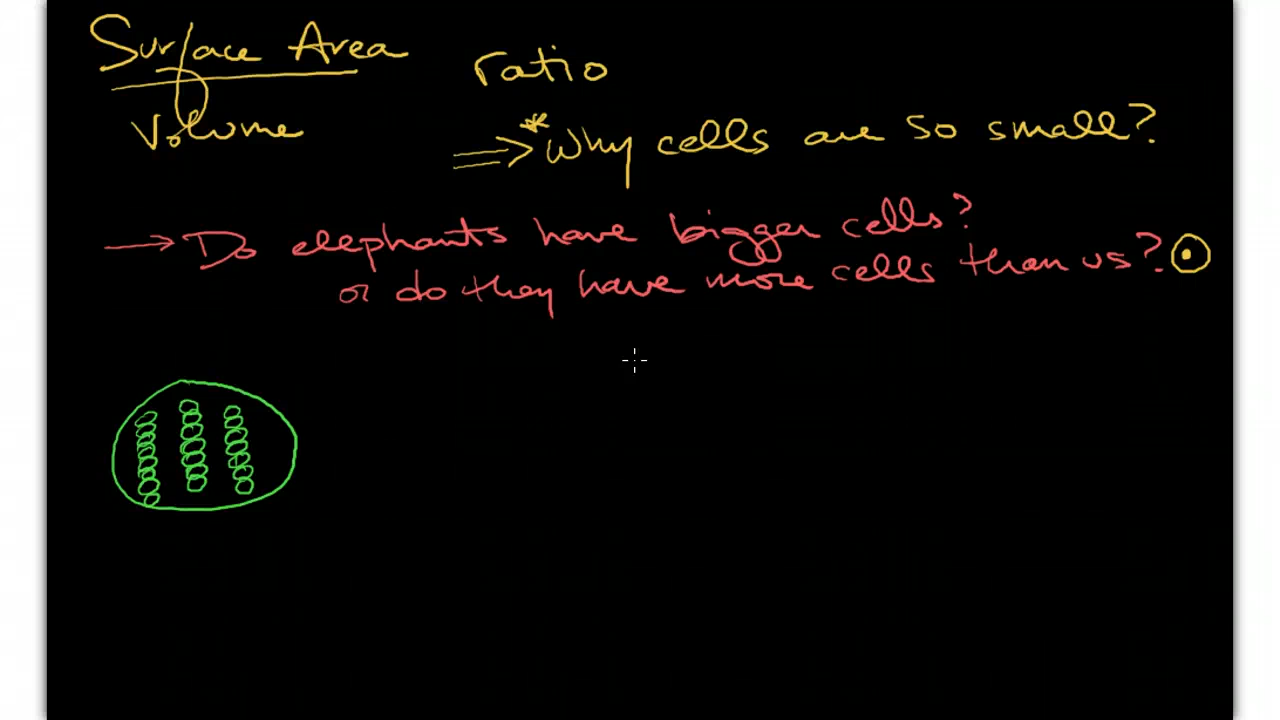 Surface Area
Volume
ratio
⇒ *Why cells are so small?
→ Do elephants have bigger cells?
or do they have more cells than us?